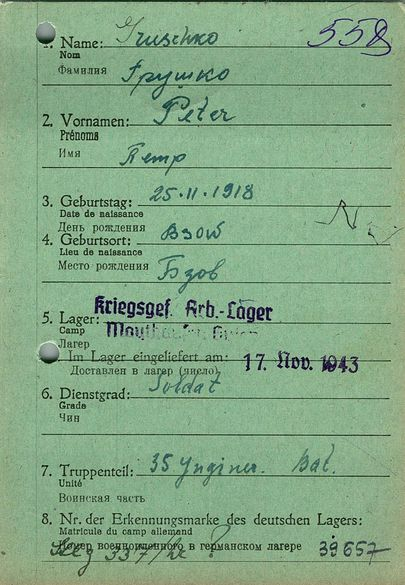 558
1. Name: Gruschko
Nom
Фамилия Грушко
2. Vornamen: Peter
Prénoms
Имя Петр
3. Geburtstag: 25.11.1918
Date de naissance
День рождения
4. Geburtsort: Bsow
Lieu de naissance
Место рождения Бзов
5. Lager: Kriegsgef. Arb.-Lager
Camp
Лагерь
Im Lager eingeliefert am: 17. Nov. 1943
Доставлен в лагерь (число)
6. Dienstgrad: Soldat
Grade
Чин
7. Truppenteil: 35 Inginer. Bat.
Unité
Воинская часть
8. Nr. der Erkennungsmarke des deutschen Lagers:
Matricule du camp allemand
Номер военнопленного в германском лагере 39657